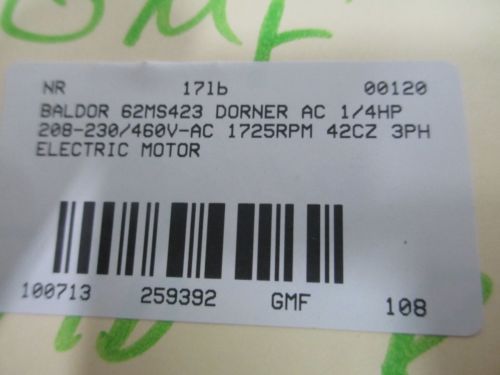 NR 17lb 00120
BALDOR 62MS423 DORNER AC 1/4HP
208-230/460V-AC 1725RPM 42CZ 3PH
ELECTRIC MOTOR
100713 259392 GMF 108